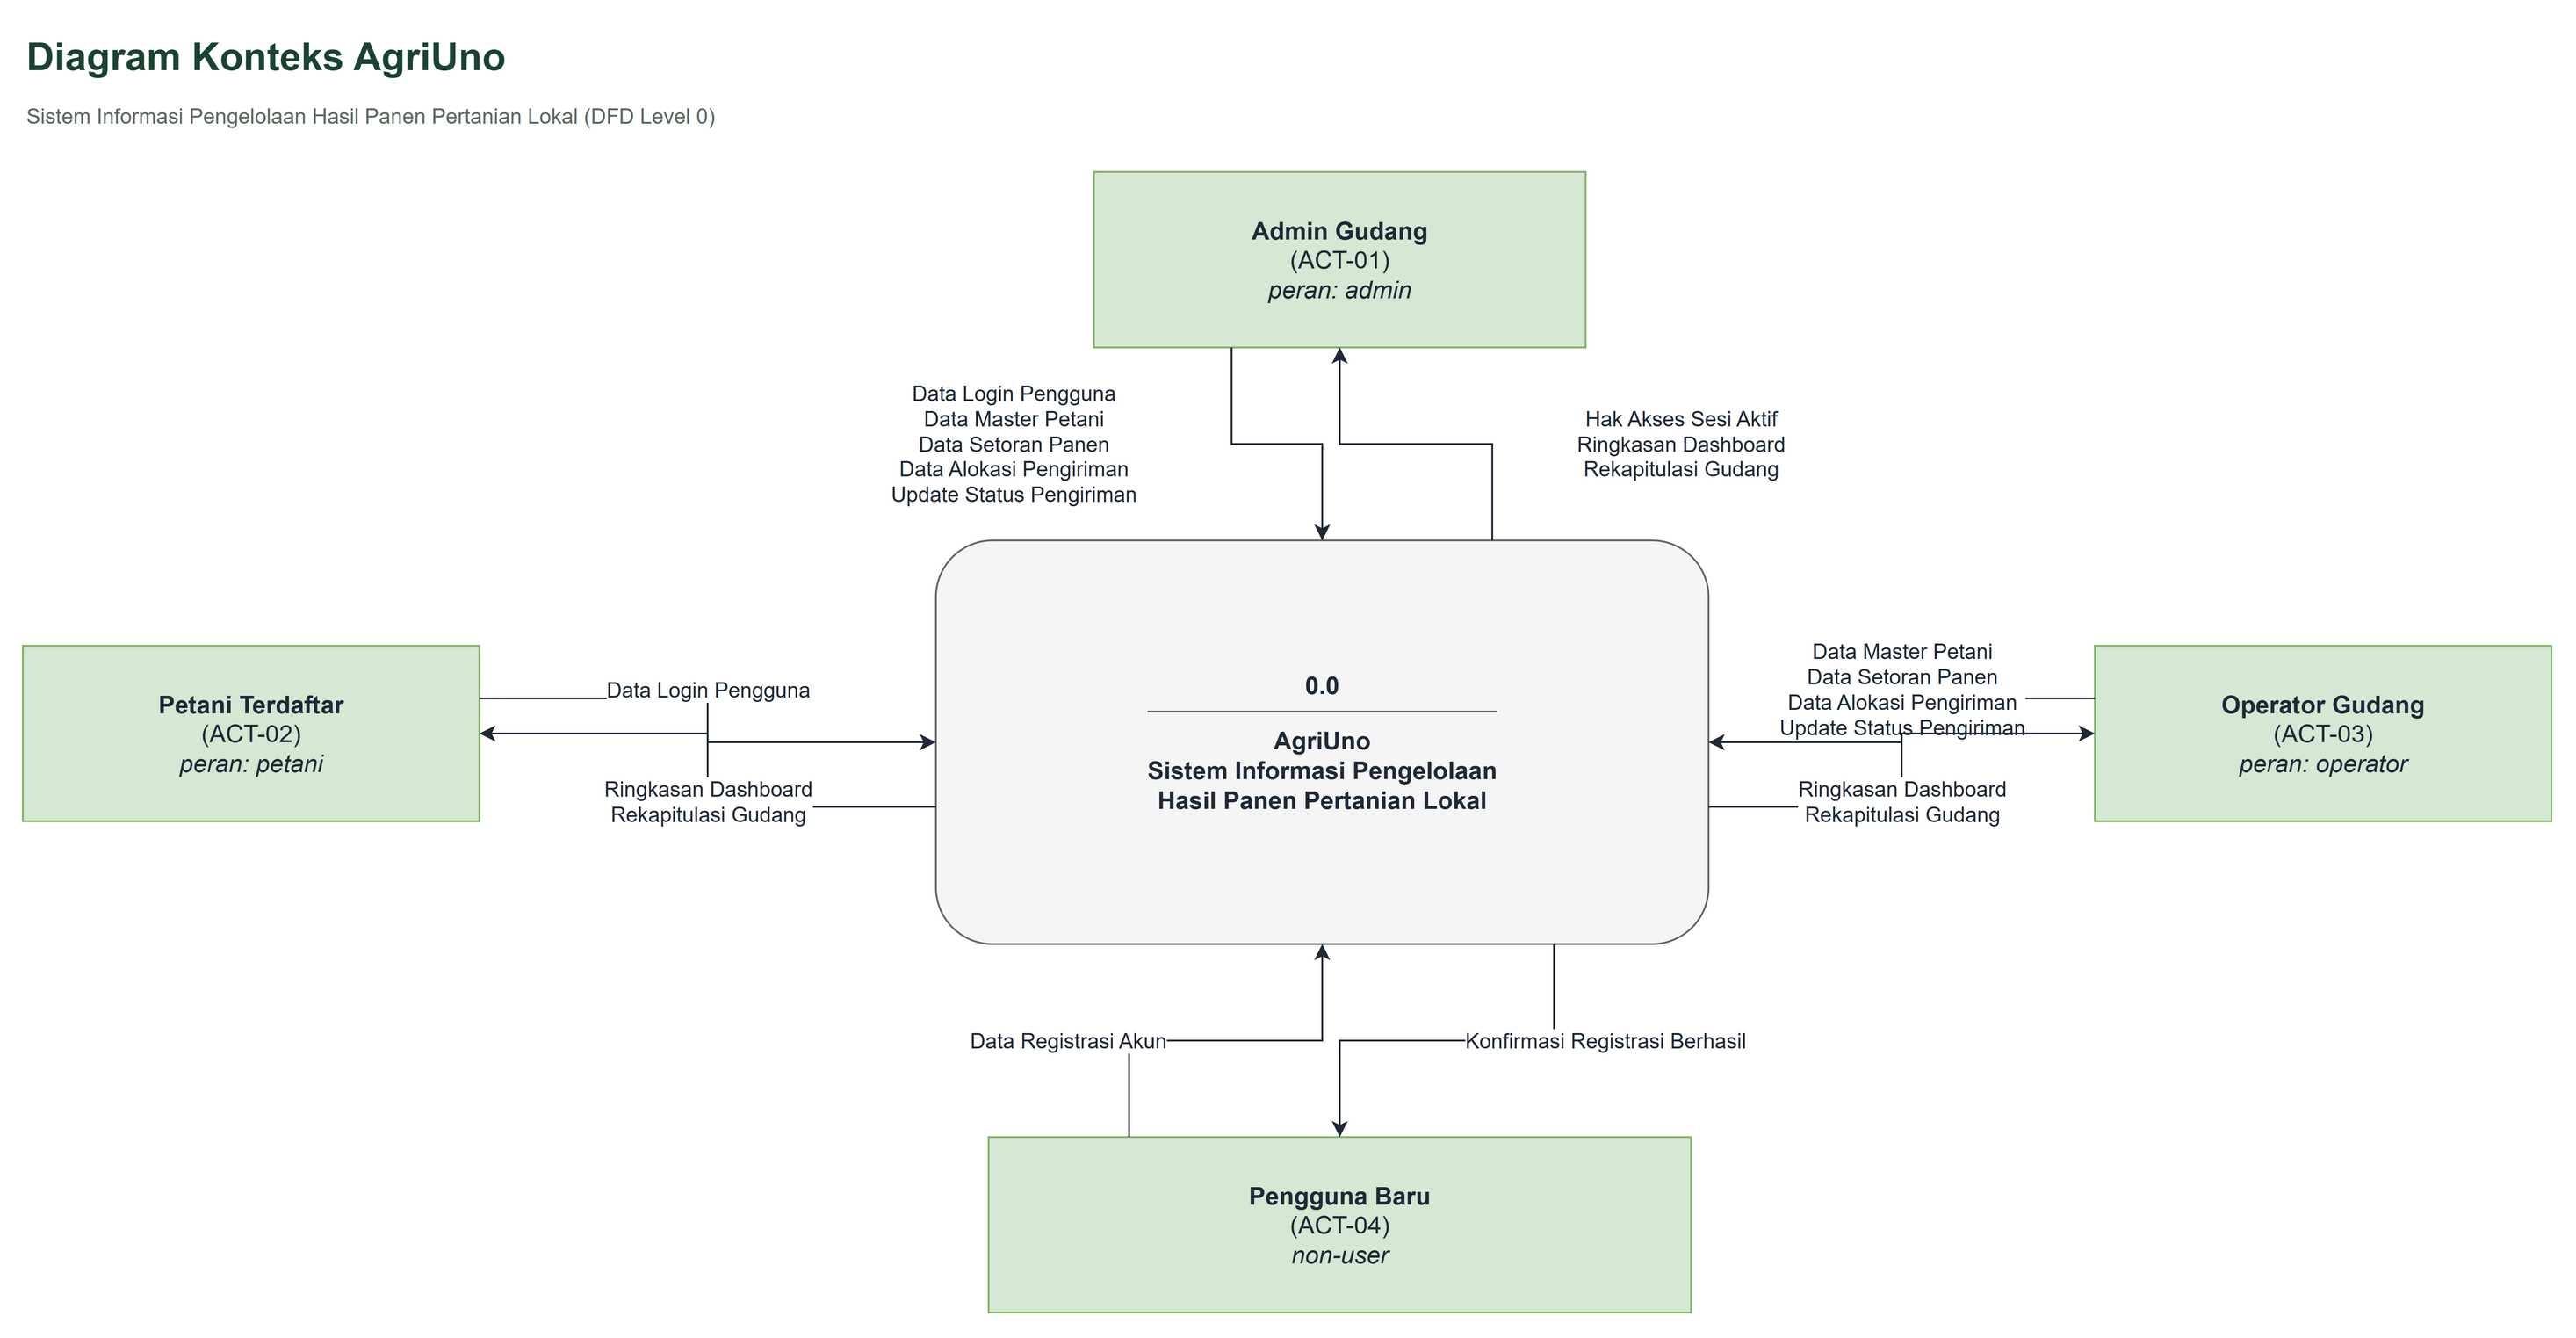 Diagram Konteks AgriUno
Sistem Informasi Pengelolaan Hasil Panen Pertanian Lokal (DFD Level 0)
Admin Gudang
(ACT-01)
peran: admin
Data Login Pengguna
Data Master Petani
Data Setoran Panen
Data Alokasi Pengiriman
Update Status Pengiriman
Hak Akses Sesi Aktif
Ringkasan Dashboard
Rekapitulasi Gudang
Petani Terdaftar
(ACT-02)
peran: petani
Data Login Pengguna
Ringkasan Dashboard
Rekapitulasi Gudang
0.0
AgriUno
Sistem Informasi Pengelolaan
Hasil Panen Pertanian Lokal
Data Master Petani
Data Setoran Panen
Data Alokasi Pengiriman
Update Status Pengiriman
Ringkasan Dashboard
Rekapitulasi Gudang
Operator Gudang
(ACT-03)
peran: operator
Data Registrasi Akun
Konfirmasi Registrasi Berhasil
Pengguna Baru
(ACT-04)
non-user